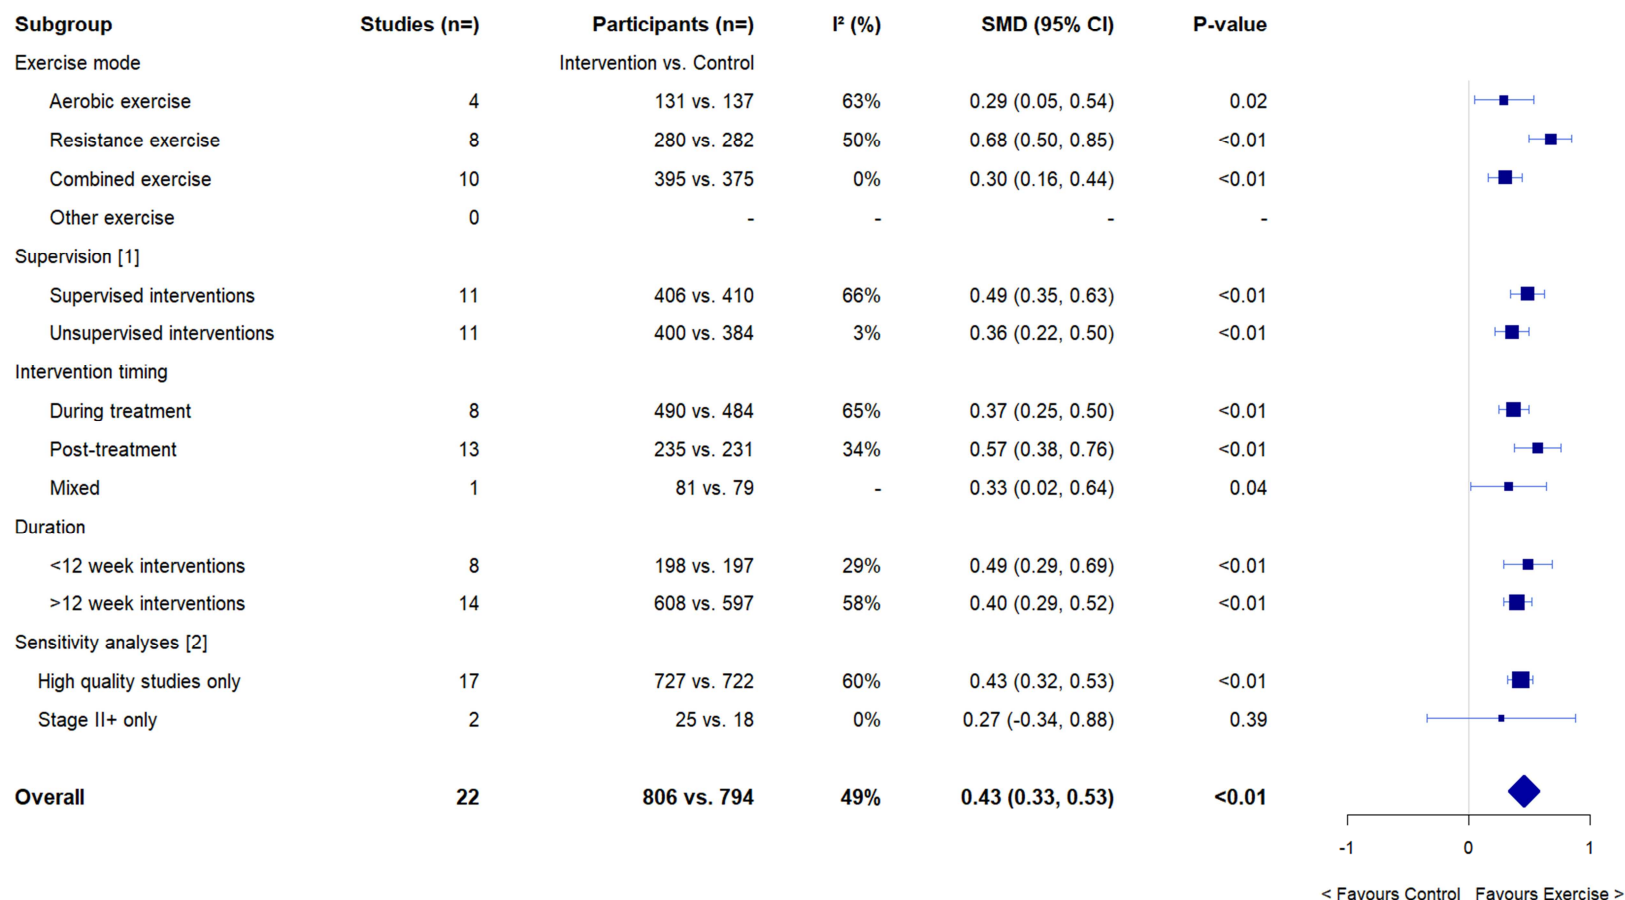 Subgroup Studies (n=) Participants (n=) I² (%) SMD (95% CI) P-value
Exercise mode Intervention vs. Control
Aerobic exercise 4 131 vs. 137 63% 0.29 (0.05, 0.54) 0.02
Resistance exercise 8 280 vs. 282 50% 0.68 (0.50, 0.85) <0.01
Combined exercise 10 395 vs. 375 0% 0.30 (0.16, 0.44) <0.01
Other exercise 0 - - - -
Supervision [1]
Supervised interventions 11 406 vs. 410 66% 0.49 (0.35, 0.63) <0.01
Unsupervised interventions 11 400 vs. 384 3% 0.36 (0.22, 0.50) <0.01
Intervention timing
During treatment 8 490 vs. 484 65% 0.37 (0.25, 0.50) <0.01
Post-treatment 13 235 vs. 231 34% 0.57 (0.38, 0.76) <0.01
Mixed 1 81 vs. 79 - 0.33 (0.02, 0.64) 0.04
Duration
<12 week interventions 8 198 vs. 197 29% 0.49 (0.29, 0.69) <0.01
>12 week interventions 14 608 vs. 597 58% 0.40 (0.29, 0.52) <0.01
Sensitivity analyses [2]
High quality studies only 17 727 vs. 722 60% 0.43 (0.32, 0.53) <0.01
Stage II+ only 2 25 vs. 18 0% 0.27 (-0.34, 0.88) 0.39
Overall 22 806 vs. 794 49% 0.43 (0.33, 0.53) <0.01
-1 0 1
< Favours Control Favours Exercise >